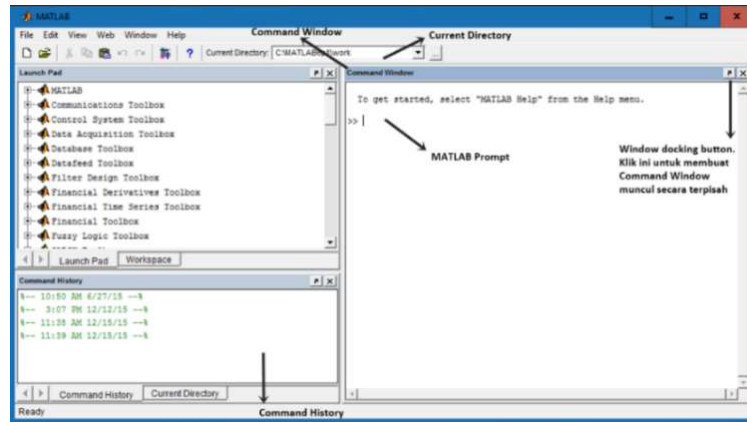 MATLAB
File Edit View Web Window Help
Command Window
Current Directory
Current Directory: C:\MATLAB
work
Launch Pad
MATLAB
Communications Toolbox
Control System Toolbox
Data Acquisition Toolbox
Database Toolbox
Datafeed Toolbox
Filter Design Toolbox
Financial Derivatives Toolbox
Financial Time Series Toolbox
Financial Toolbox
Fuzzy Logic Toolbox
Launch Pad Workspace
Command History
%-- 10:50 AM 6/27/15 --%
%-- 3:07 PM 12/12/15 --%
%-- 11:38 AM 12/15/15 --%
%-- 11:39 AM 12/15/15 --%
Command History Current Directory
Ready
Command History
Command Window
To get started, select "MATLAB Help" from the Help menu.
>>
MATLAB Prompt
Window docking button.
Klik ini untuk membuat
Command Window
muncul secara terpisah